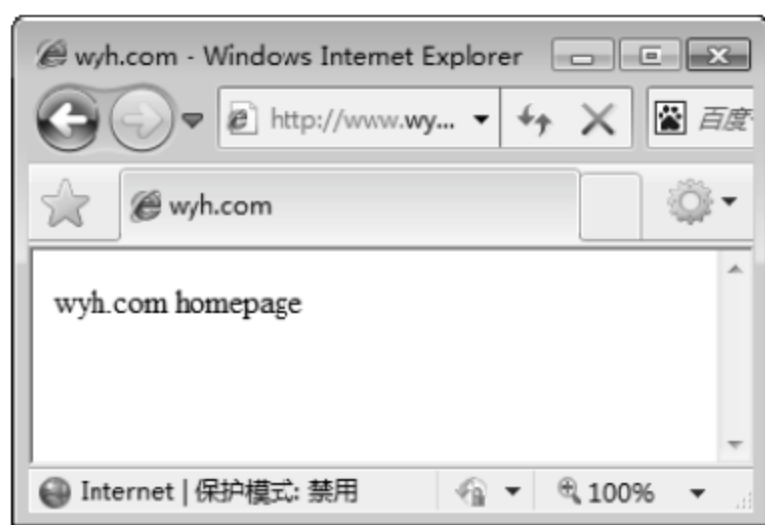 wyh.com - Windows Internet Explorer
http://www.wy...
百度
wyh.com
wyh.com homepage
Internet | 保护模式: 禁用
100%